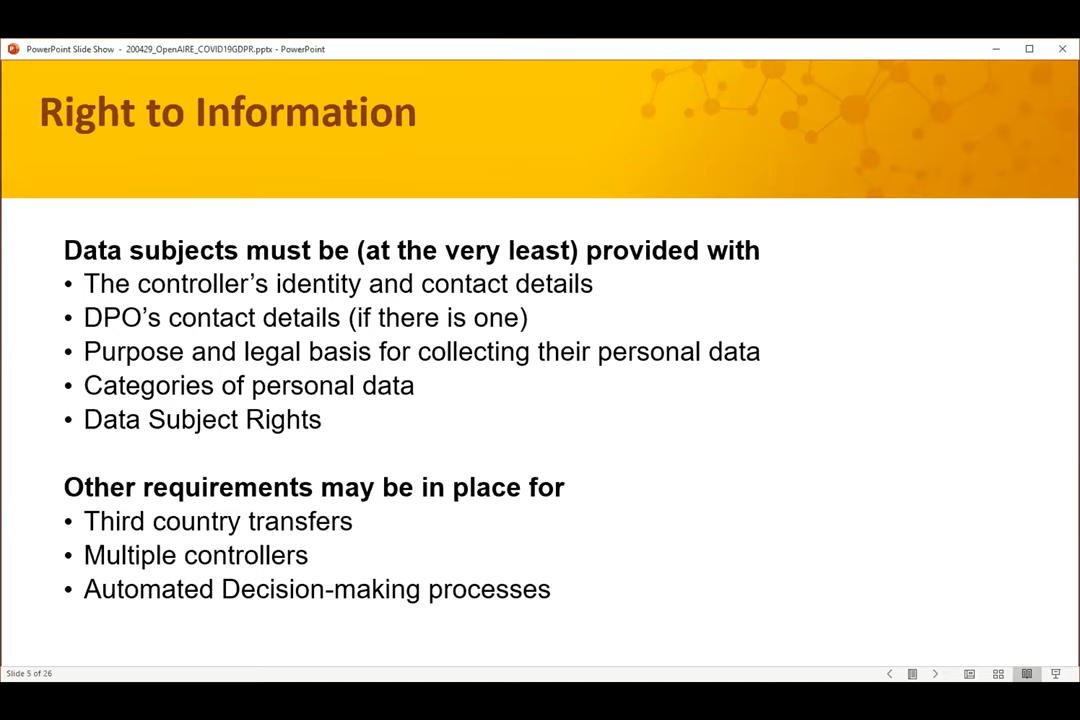 PowerPoint Slide Show - 200429_OpenAIRE_COVID19GDPR.pptx - PowerPoint
Right to Information
Data subjects must be (at the very least) provided with
• The controller's identity and contact details
• DPO's contact details (if there is one)
• Purpose and legal basis for collecting their personal data
• Categories of personal data
• Data Subject Rights
Other requirements may be in place for
• Third country transfers
• Multiple controllers
• Automated Decision-making processes
Slide 5 of 26